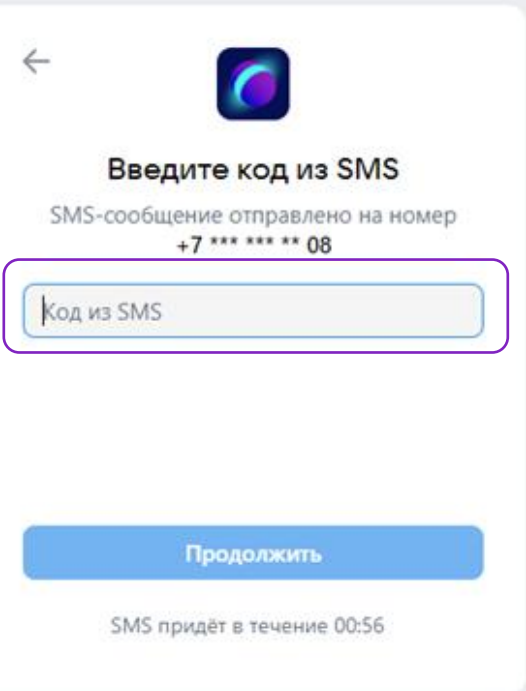 Введите код из SMS
SMS-сообщение отправлено на номер
+7 *** *** ** 08
Код из SMS
Продолжить
SMS придёт в течение 00:56